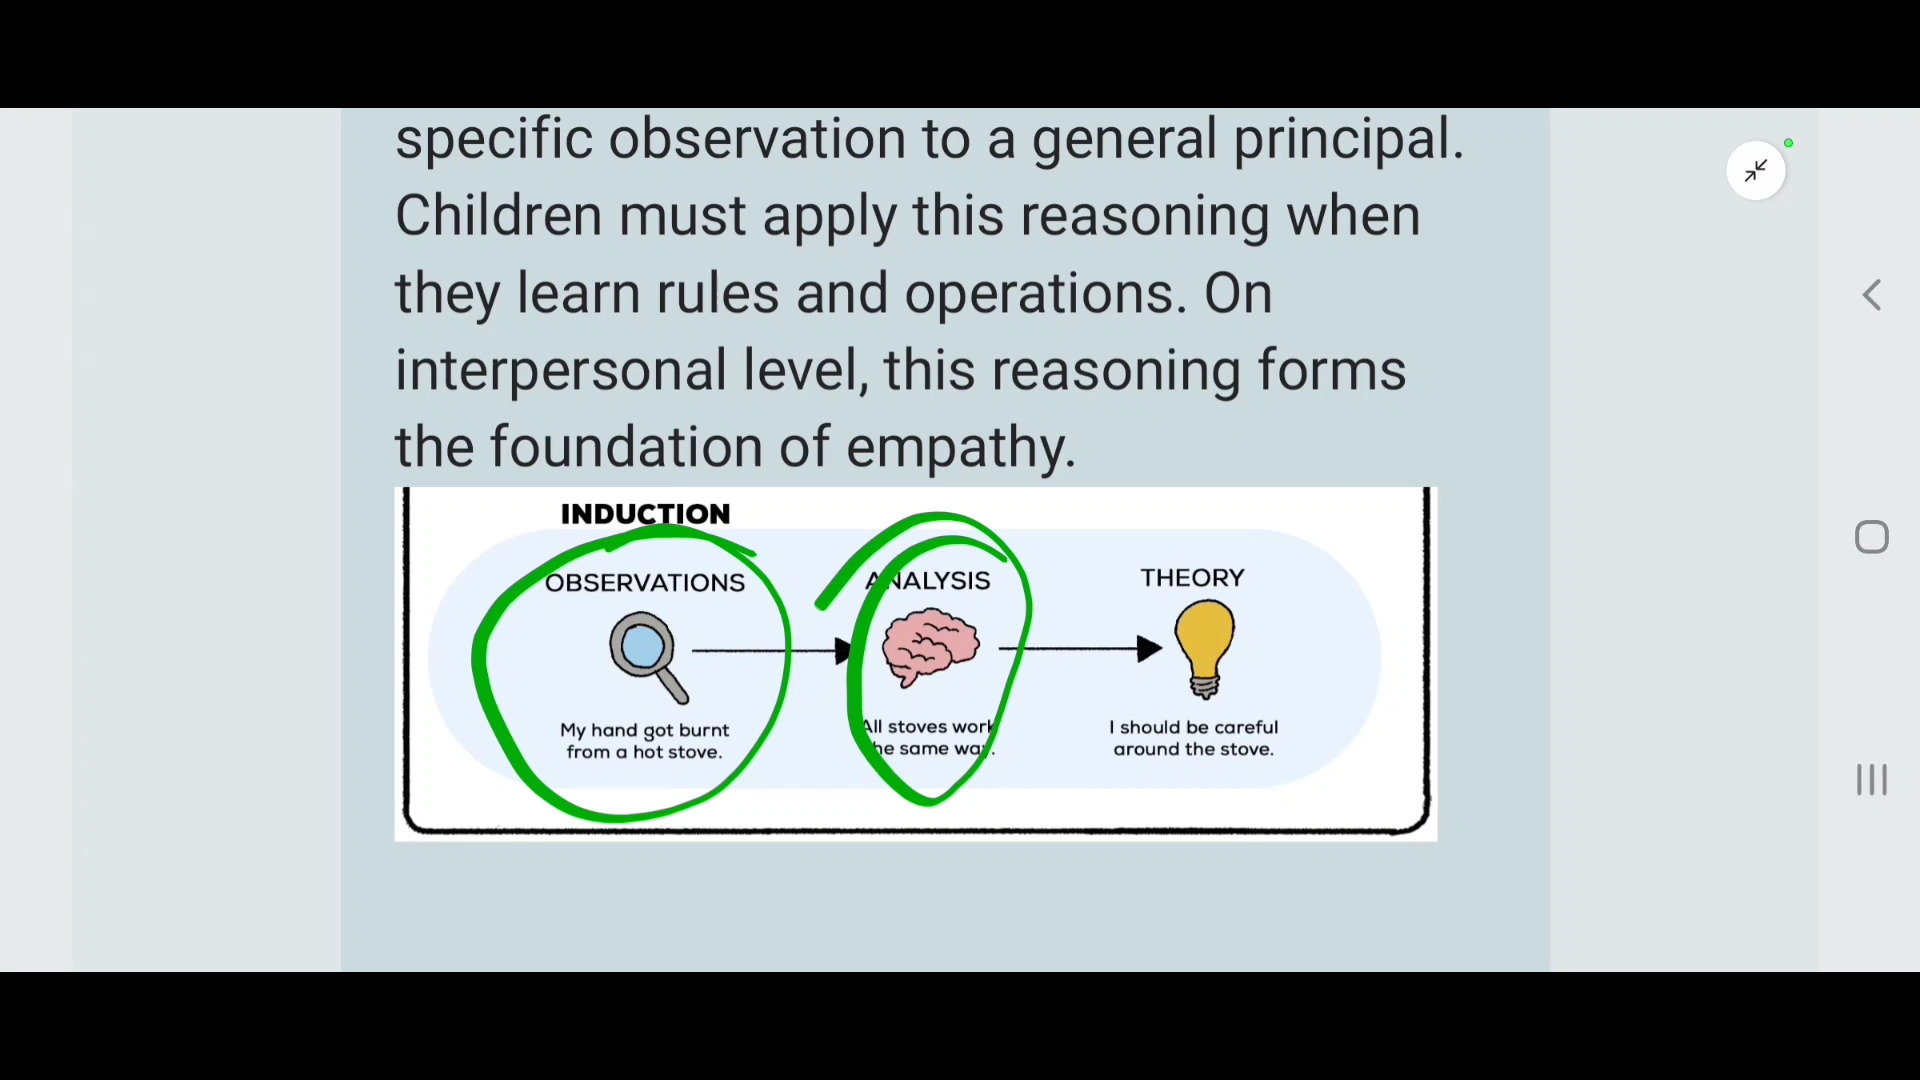 specific observation to a general principal.
Children must apply this reasoning when
they learn rules and operations. On
interpersonal level, this reasoning forms
the foundation of empathy.
INDUCTION
OBSERVATIONS
ANALYSIS
THEORY
My hand got burnt
from a hot stove.
All stoves work
the same way.
I should be careful
around the stove.